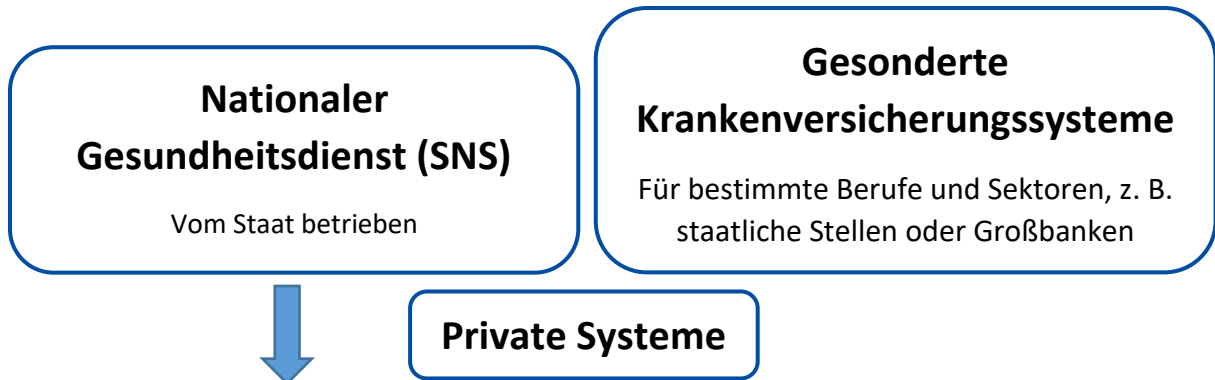 Nationaler
Gesundheitsdienst (SNS)
Vom Staat betrieben
Gesonderte
Krankenversicherungssysteme
Für bestimmte Berufe und Sektoren, z. B.
staatliche Stellen oder Großbanken
Private Systeme